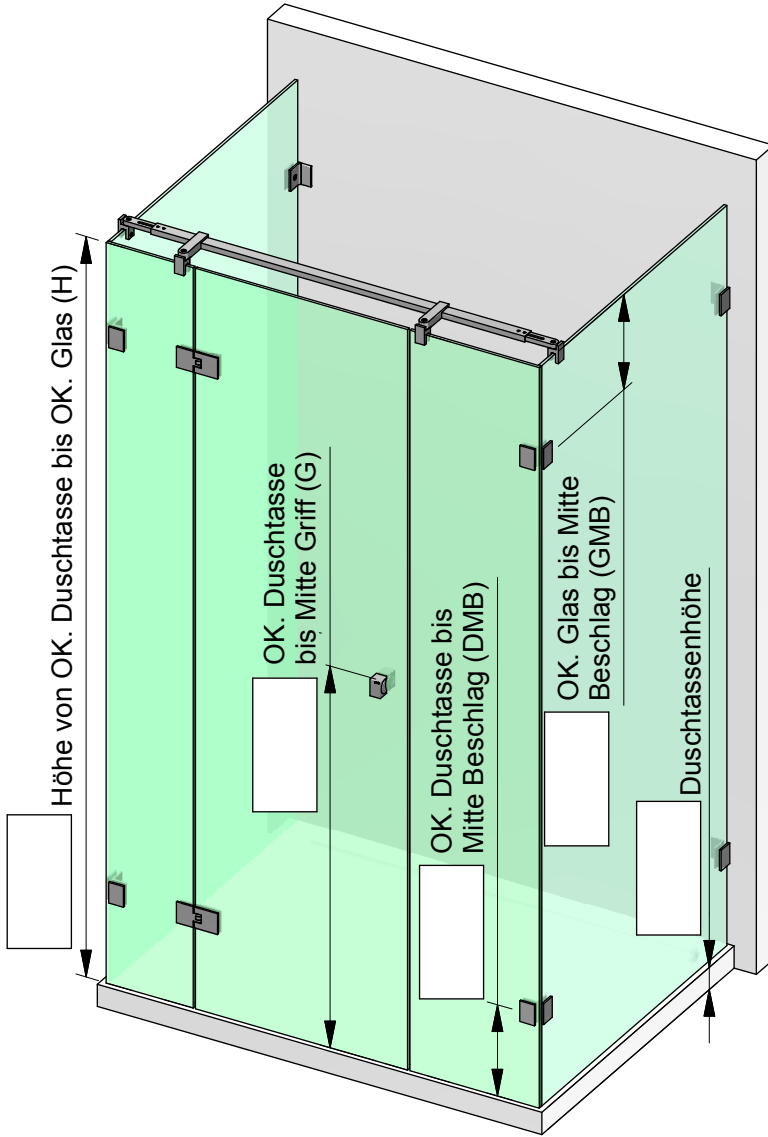 Höhe von OK. Duschtasse bis OK. Glas (H)
OK. Duschtasse
bis Mitte Griff (G)
OK. Duschtasse bis
Mitte Beschlag (DMB)
OK. Glas bis Mitte
Beschlag (GMB)
Duschtassenhöhe